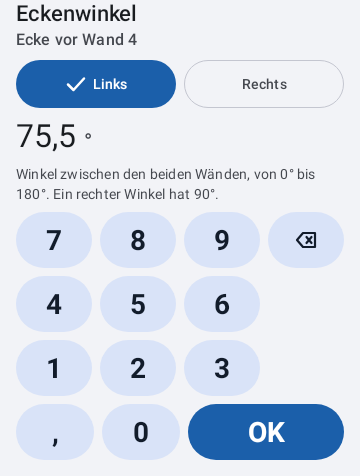 Eckenwinkel
Ecke vor Wand 4
Links Rechts
75,5 °
Winkel zwischen den beiden Wänden, von 0° bis
180°. Ein rechter Winkel hat 90°.
7 8 9
4 5 6
1 2 3
, 0 OK